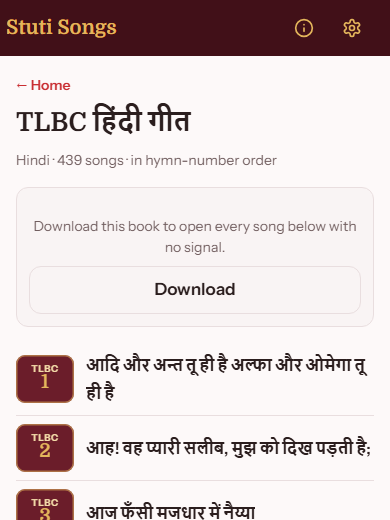 Stuti Songs
← Home
TLBC हिंदी गीत
Hindi · 439 songs · in hymn-number order
Download this book to open every song below with
no signal.
Download
TLBC
1
आदि और अन्त तू ही है अल्फा और ओमेगा तू
ही है
TLBC
2
आह! वह प्यारी सलीब, मुझ को दिख पड़ती है;
TLBC
3
आज फँसी मजधार में नैय्या